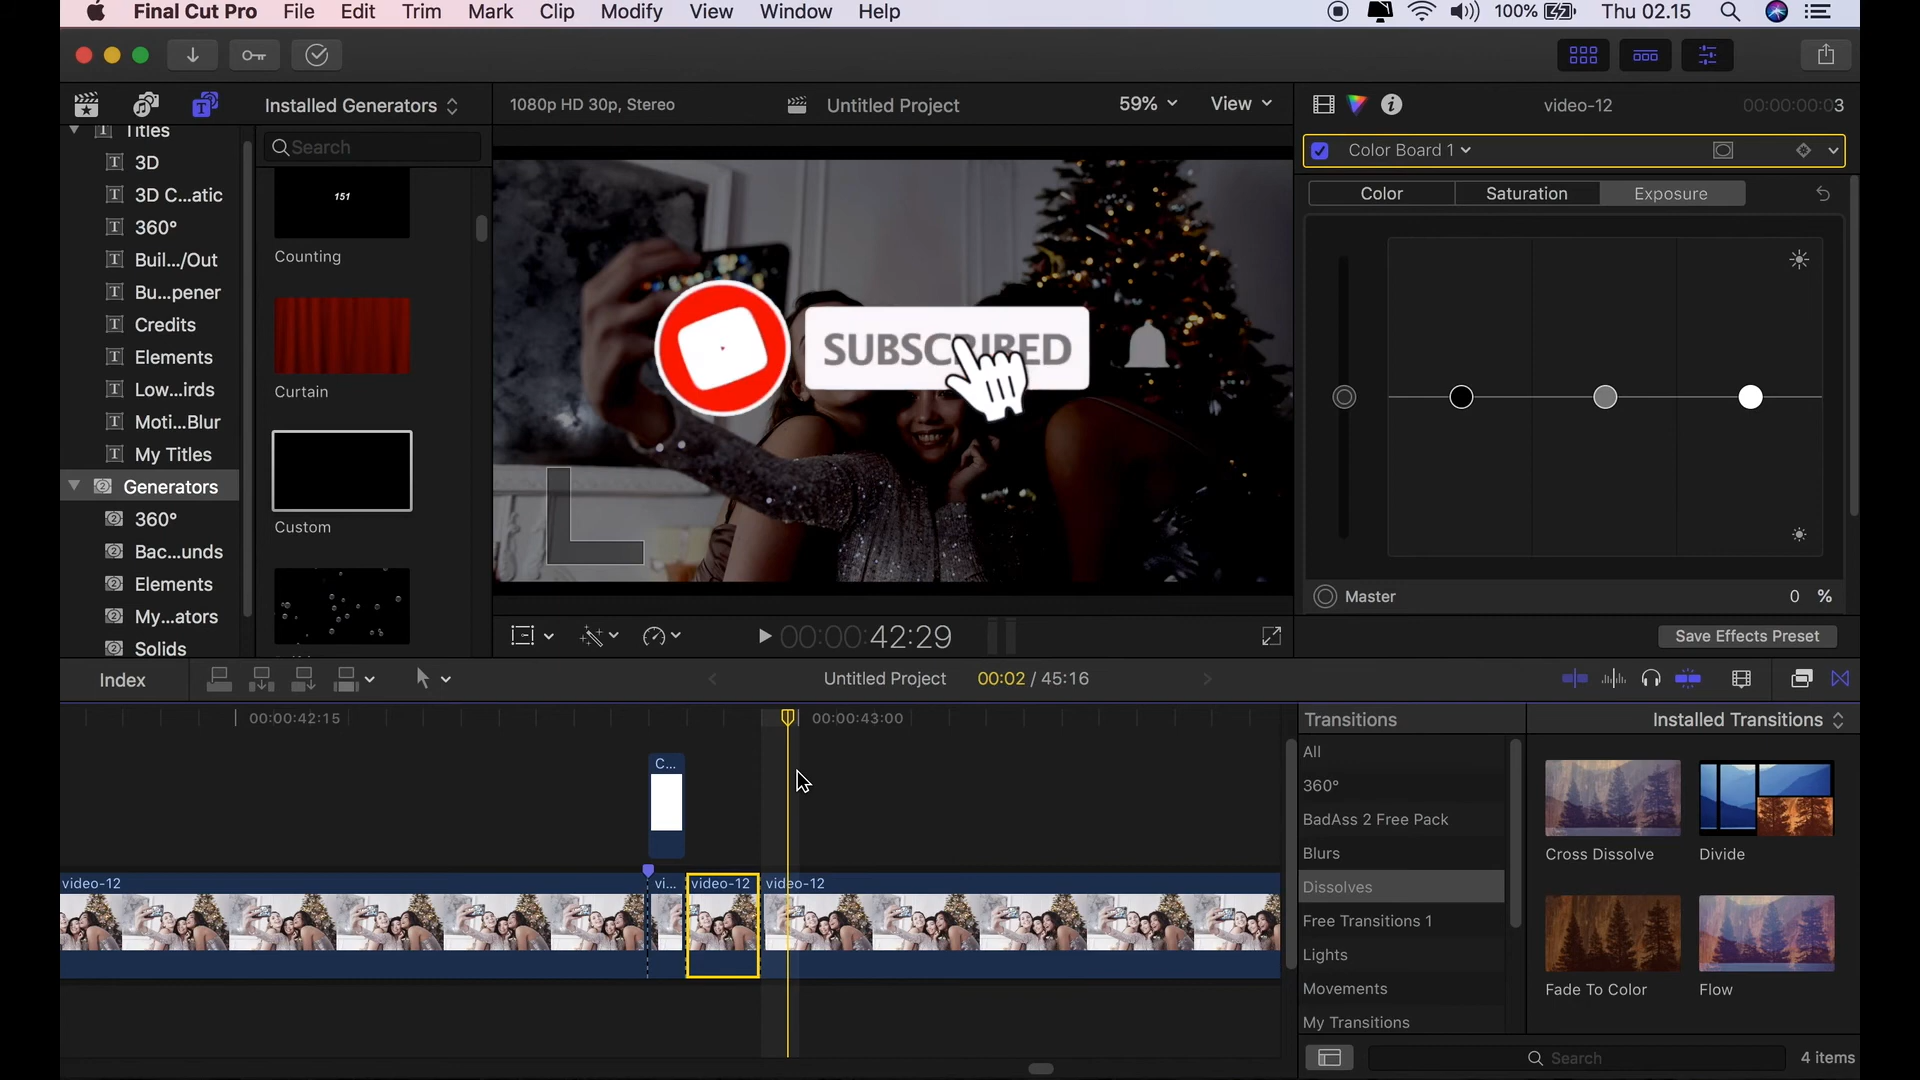 Final Cut Pro File Edit Trim Mark Clip Modify View Window Help 100% Thu 02.15
Installed Generators
1080p HD 30p, Stereo
Untitled Project
59%
View
video-12
00:00:00:03
Titles
3D
3D C...atic
360°
Buil.../Out
Bu...pener
Credits
Elements
Low...irds
Moti...Blur
My Titles
Generators
360°
Bac...unds
Elements
My...ators
Solids
Search
151
Counting
Curtain
Custom
SUBSCRIBED
Color Board 1
Color Saturation Exposure
Master 0 %
00:00:42:29
Save Effects Preset
Index
Untitled Project 00:02 / 45:16
00:00:42:15
00:00:43:00
C...
video-12
vi...
video-12
video-12
Transitions
Installed Transitions
All
360°
BadAss 2 Free Pack
Blurs
Dissolves
Free Transitions 1
Lights
Movements
My Transitions
Cross Dissolve
Divide
Fade To Color
Flow
Search
4 items